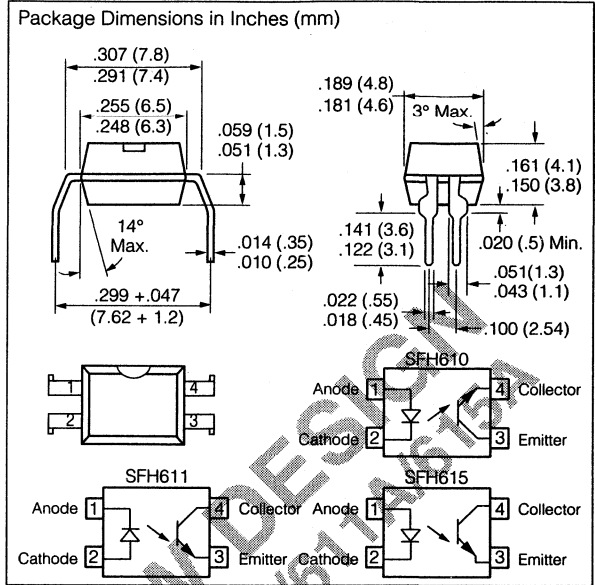 Package Dimensions in Inches (mm)
.307 (7.8)
.291 (7.4)
.255 (6.5)
.248 (6.3)
.059 (1.5)
.051 (1.3)
14°
Max.
.014 (.35)
.010 (.25)
.299 +.047
(7.62 + 1.2)
.189 (4.8)
.181 (4.6)
3° Max.
.161 (4.1)
.150 (3.8)
.141 (3.6)
.122 (3.1)
.020 (.5) Min.
.051(1.3)
.043 (1.1)
.022 (.55)
.018 (.45)
.100 (2.54)
1 4
2 3
SFH610
Anode 1 4 Collector
Cathode 2 3 Emitter
SFH611
Anode 1 4 Collector
Cathode 2 3 Emitter
SFH615
Anode 1 4 Collector
Cathode 2 3 Emitter
DESIGN
/611A/615A